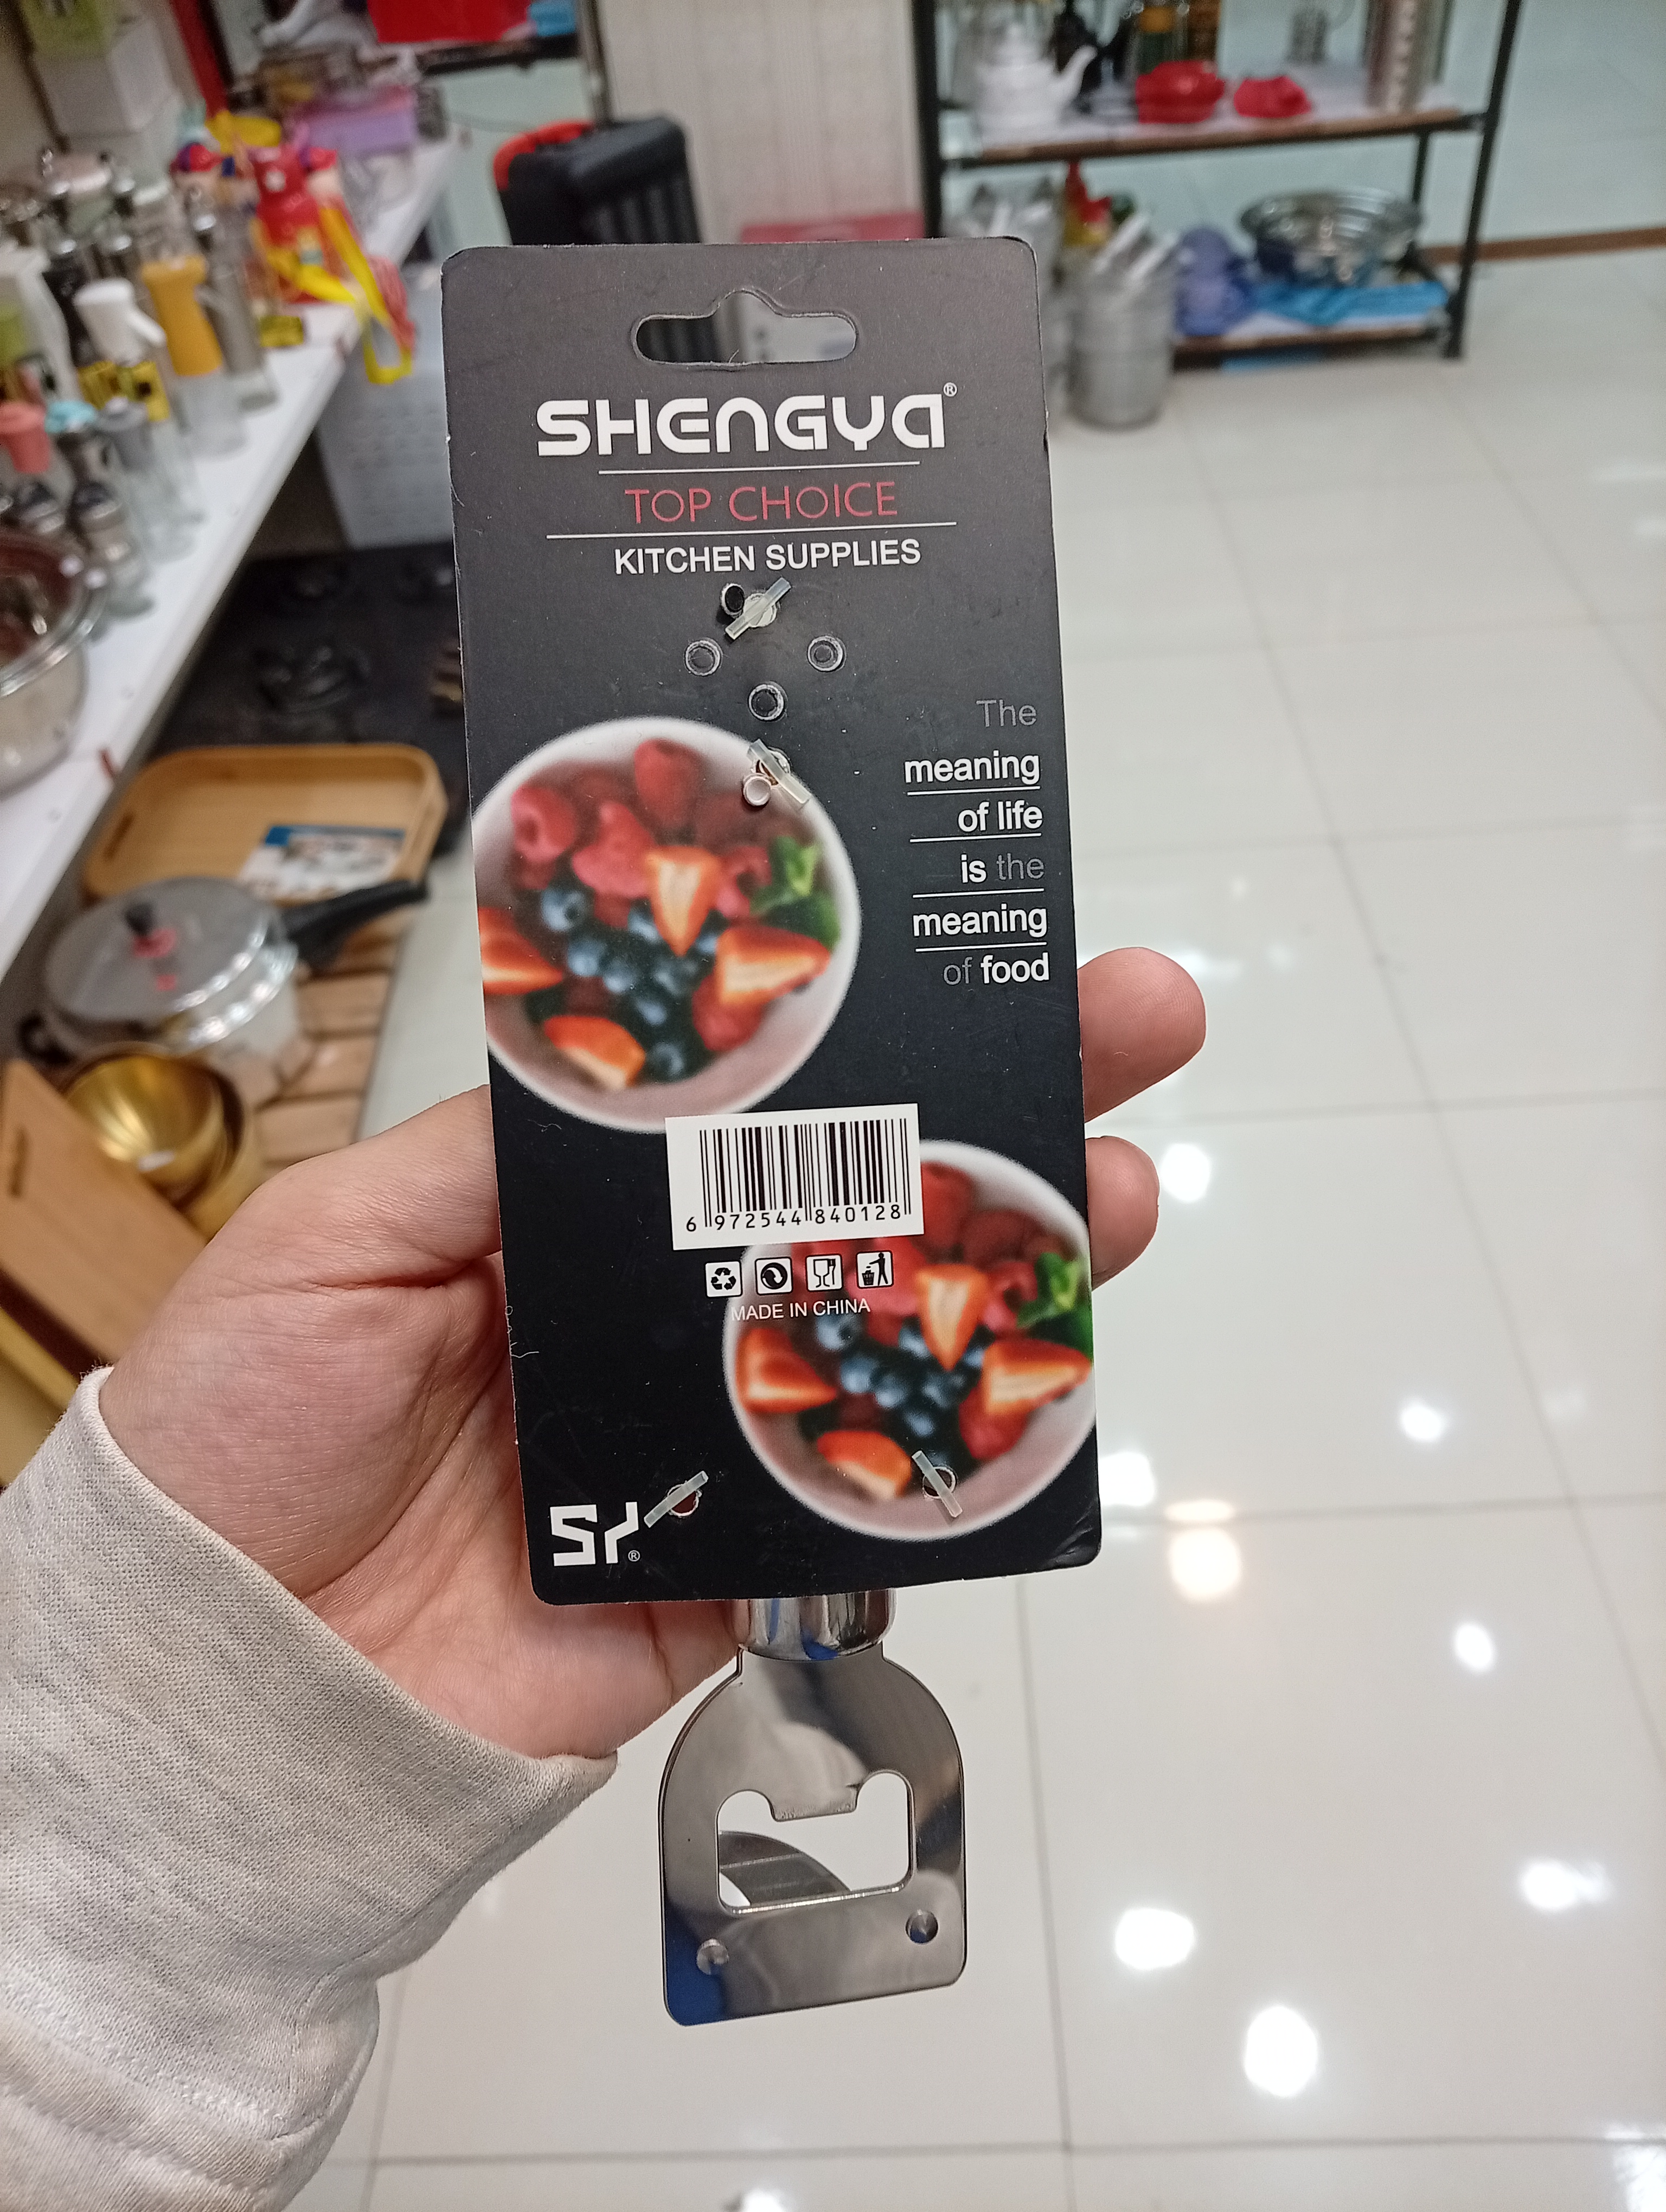 SHENGYA®
TOP CHOICE
KITCHEN SUPPLIES
The
meaning
of life
is the
meaning
of food
6 972544 840128
MADE IN CHINA
SY®